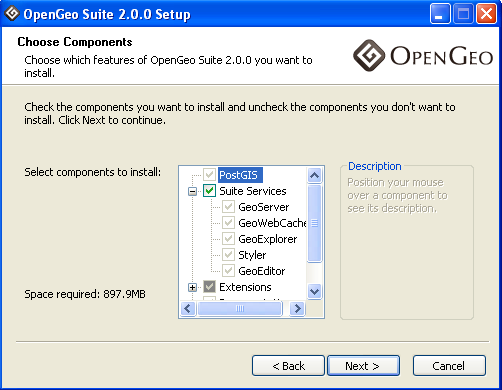 OpenGeo Suite 2.0.0 Setup
Choose Components
Choose which features of OpenGeo Suite 2.0.0 you want to
install.
OPENGEO
Check the components you want to install and uncheck the components you don't want to
install. Click Next to continue.
Select components to install:
PostGIS
Suite Services
GeoServer
GeoWebCache
GeoExplorer
Styler
GeoEditor
Extensions
Space required: 897.9MB
Description
Position your mouse
over a component to
see its description.
< Back
Next >
Cancel